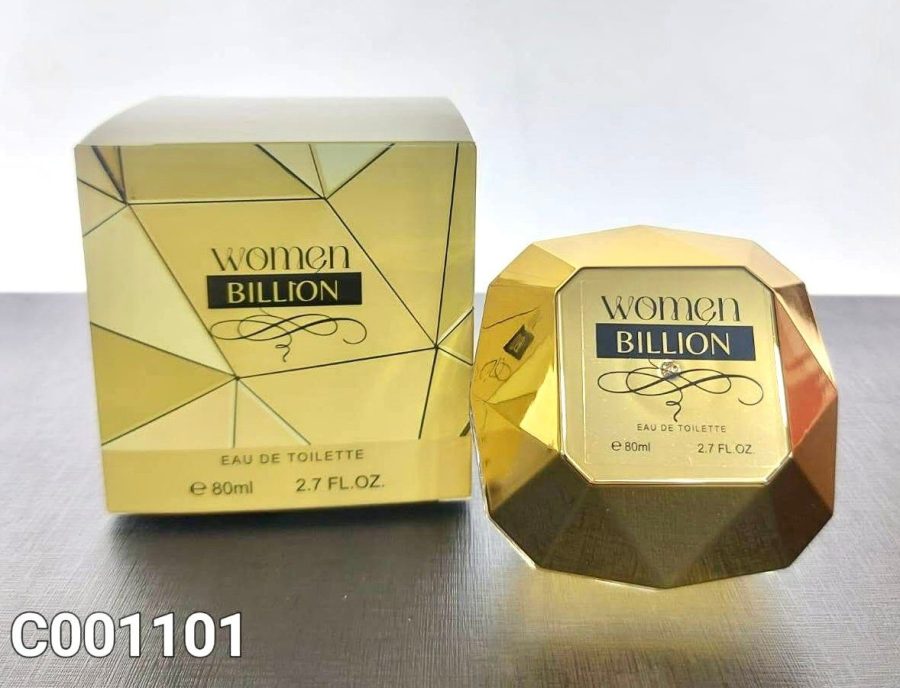 women
BILLION
EAU DE TOILETTE
℮ 80ml 2.7 FL.OZ.
women
BILLION
EAU DE TOILETTE
℮ 80ml 2.7 FL.OZ.
C001101